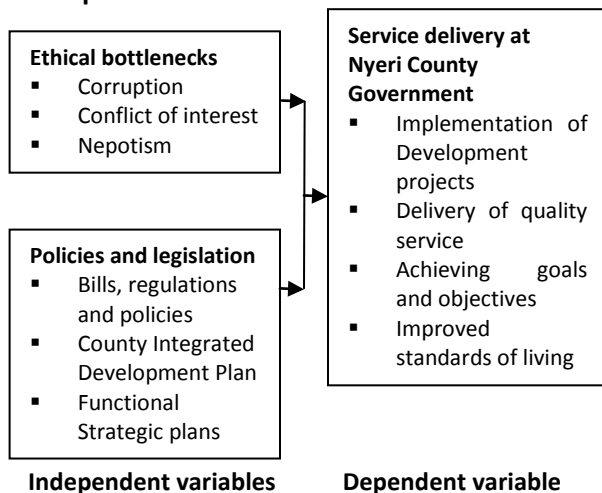 Ethical bottlenecks
▪ Corruption
▪ Conflict of interest
▪ Nepotism
Policies and legislation
▪ Bills, regulations
and policies
▪ County Integrated
Development Plan
▪ Functional
Strategic plans
Independent variables
Service delivery at
Nyeri County
Government
▪ Implementation of
Development
projects
▪ Delivery of quality
service
▪ Achieving goals
and objectives
▪ Improved
standards of living
Dependent variable